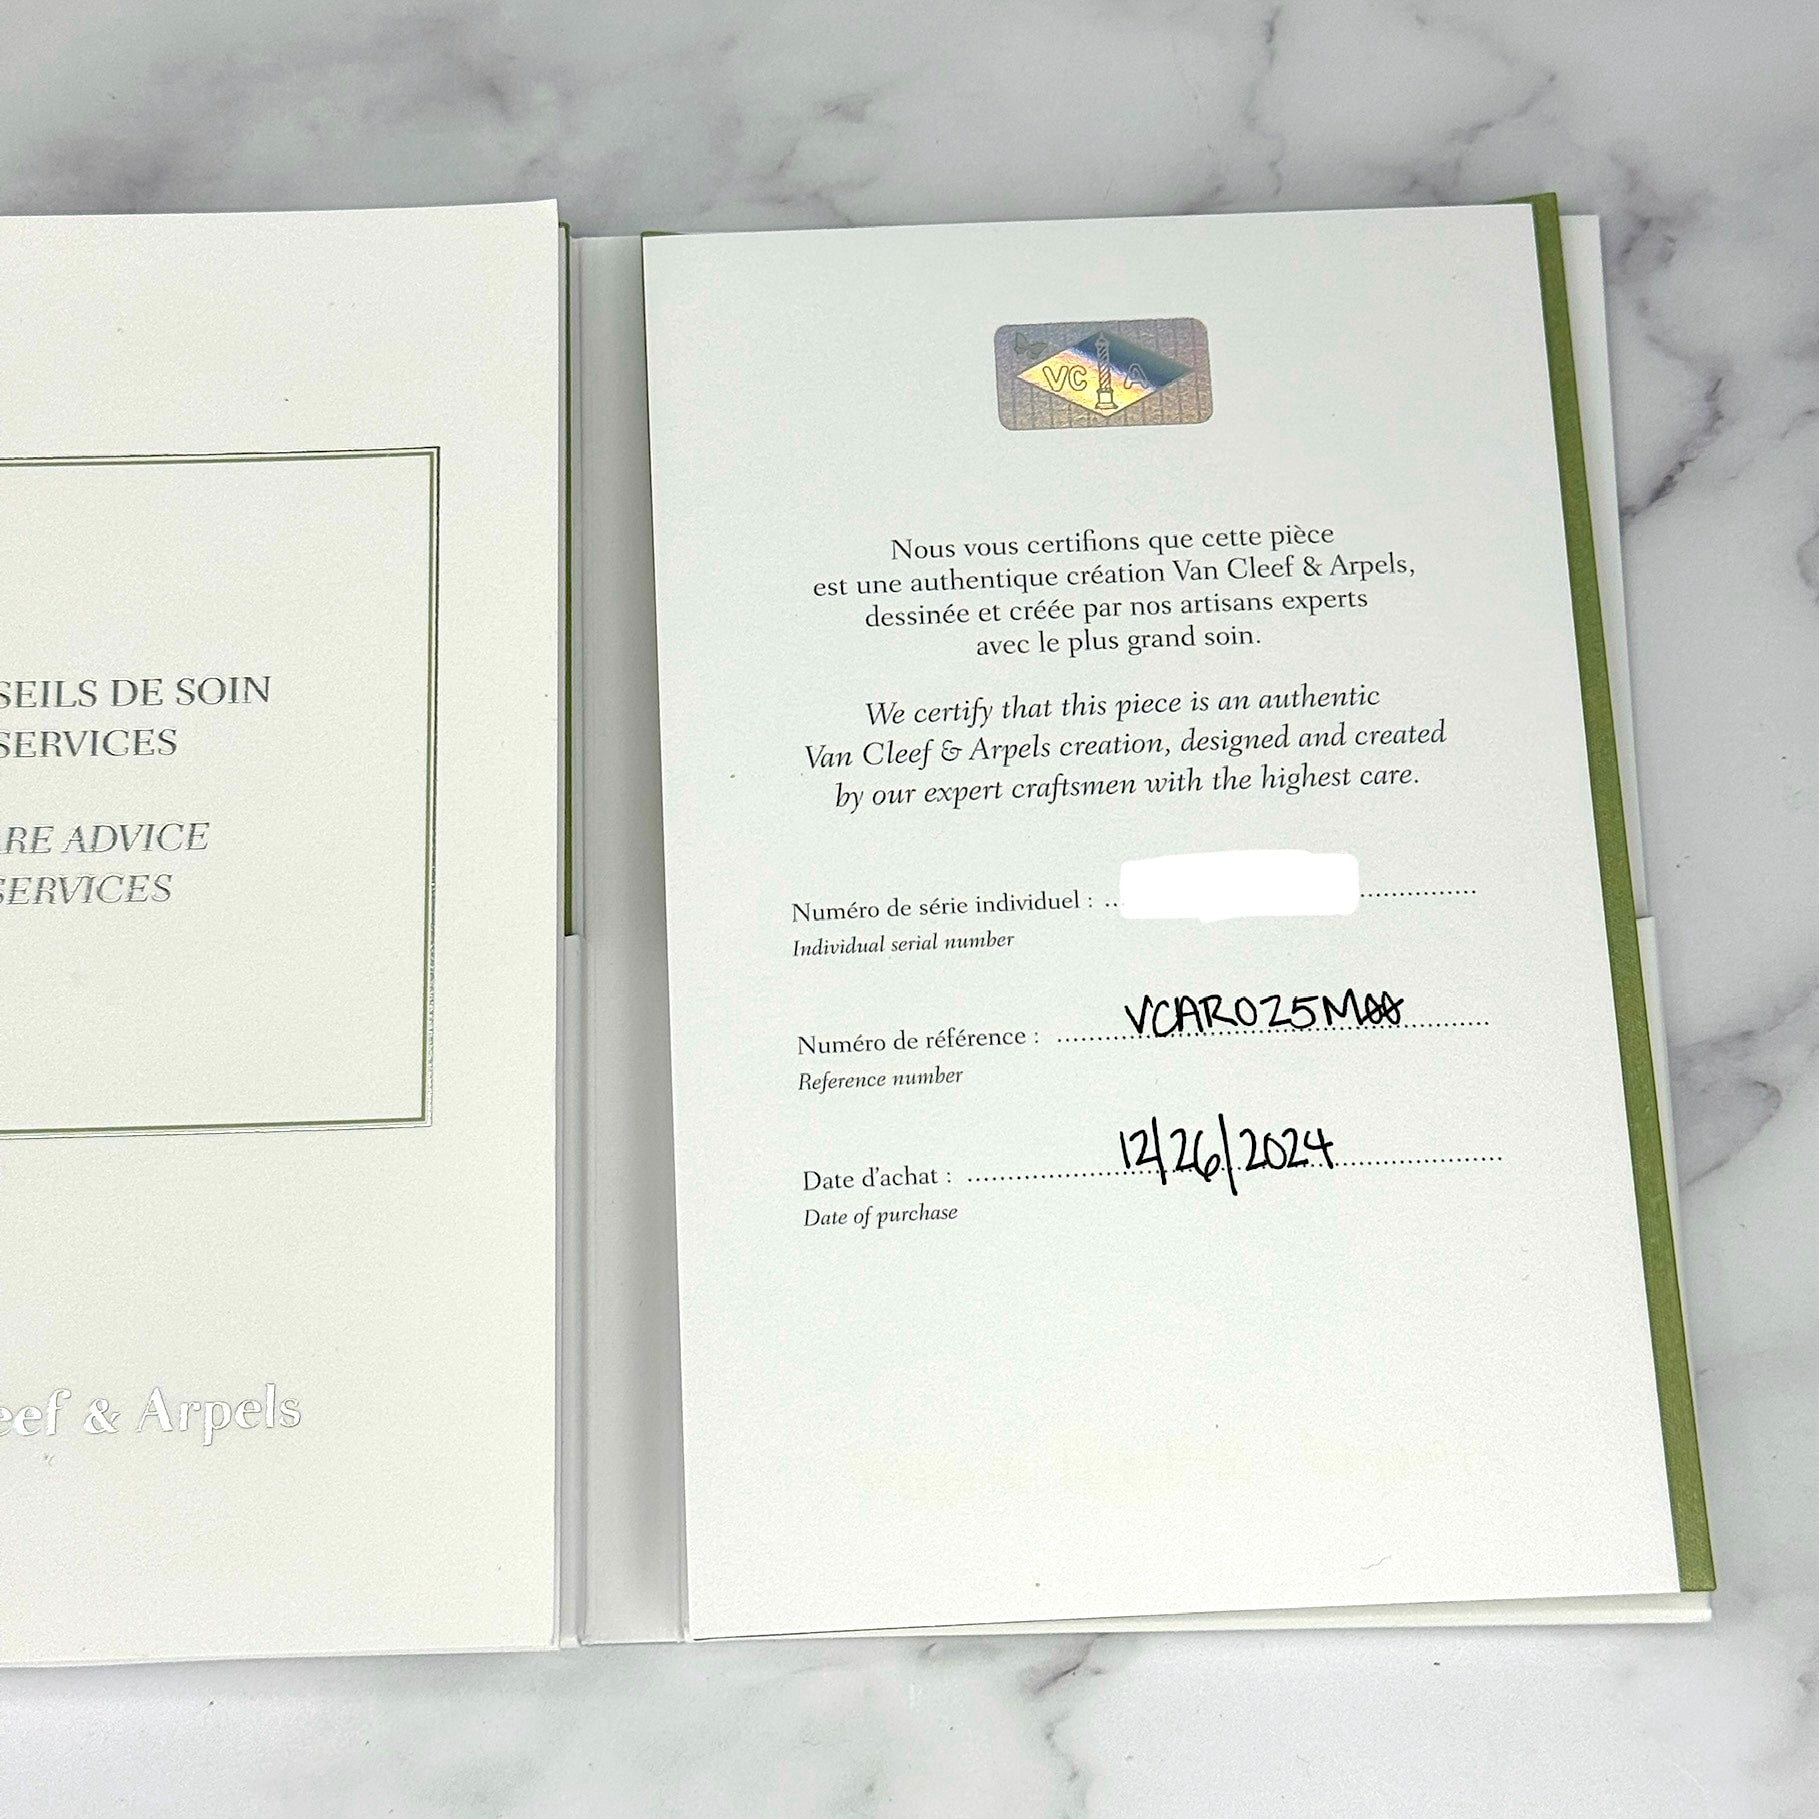 SEILS DE SOIN
SERVICES
RE ADVICE
SERVICES
eef & Arpels
VC A
Nous vous certifions que cette pièce
est une authentique création Van Cleef & Arpels,
dessinée et créée par nos artisans experts
avec le plus grand soin.
We certify that this piece is an authentic
Van Cleef & Arpels creation, designed and created
by our expert craftsmen with the highest care.
Numéro de série individuel :
Individual serial number
Numéro de référence : VCARO25M00
Reference number
Date d'achat : 12/26/2024
Date of purchase